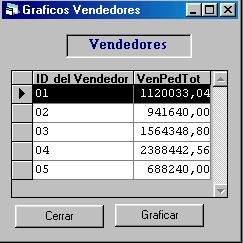 Graficos Vendedores
Vendedores
ID del Vendedor VenPedTot
01 1120033,04
02 941640,00
03 1564348,80
04 2388442,56
05 688240,00
Cerrar Graficar